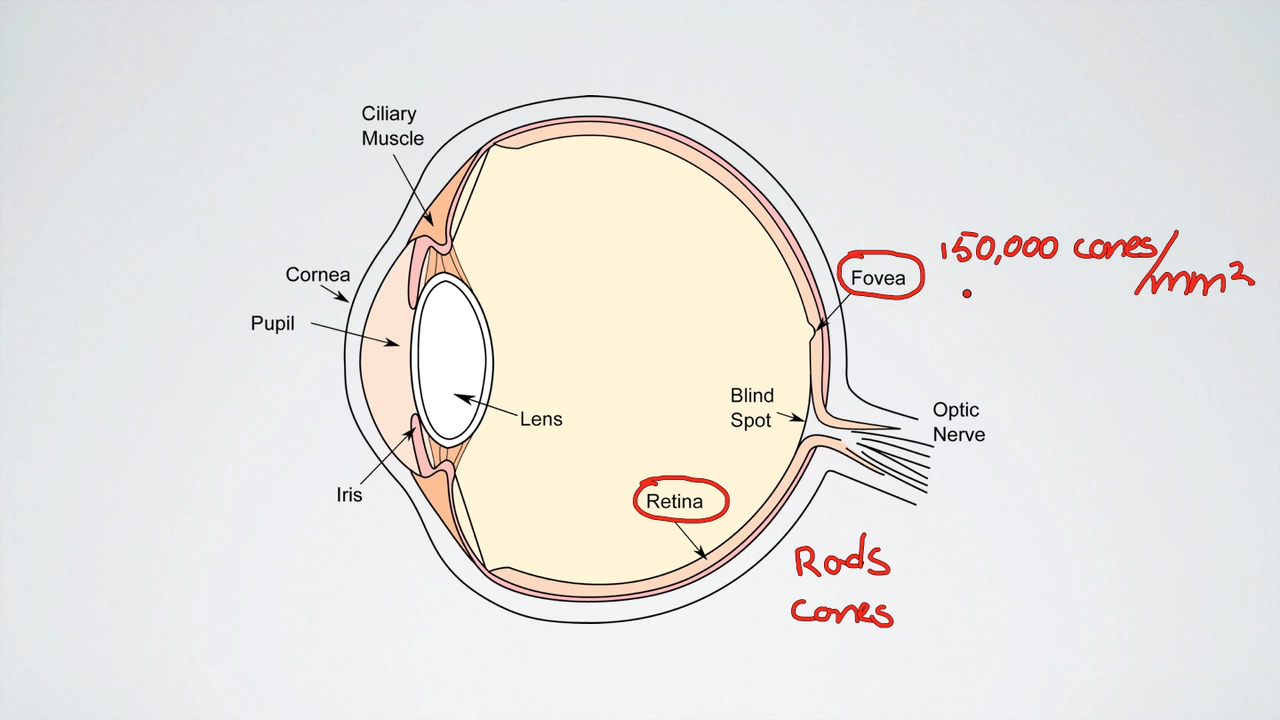 Ciliary
Muscle
Cornea
Pupil
Lens
Iris
Fovea
150,000 cones/mm²
Blind
Spot
Optic
Nerve
Retina
Rods
cones